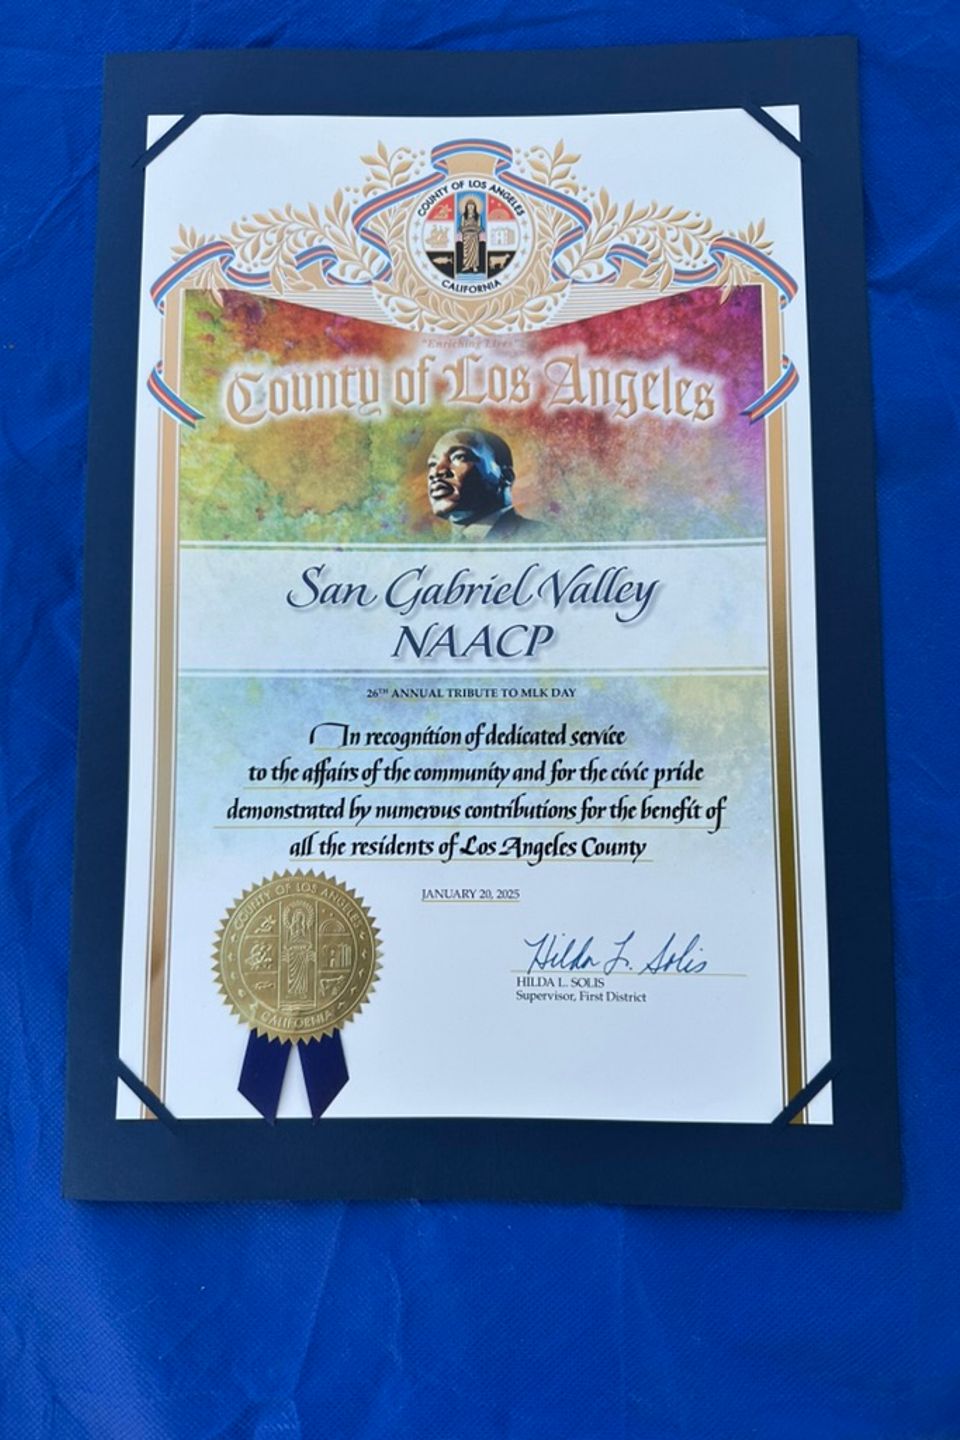 COUNTY OF LOS ANGELES
CALIFORNIA
"Enriching Lives"
County of Los Angeles
San Gabriel Valley
NAACP
26TH ANNUAL TRIBUTE TO MLK DAY
In recognition of dedicated service
to the affairs of the community and for the civic pride
demonstrated by numerous contributions for the benefit of
all the residents of Los Angeles County
JANUARY 20, 2025
COUNTY OF LOS ANGELES
CALIFORNIA
Hilda L. Solis
HILDA L. SOLIS
Supervisor, First District